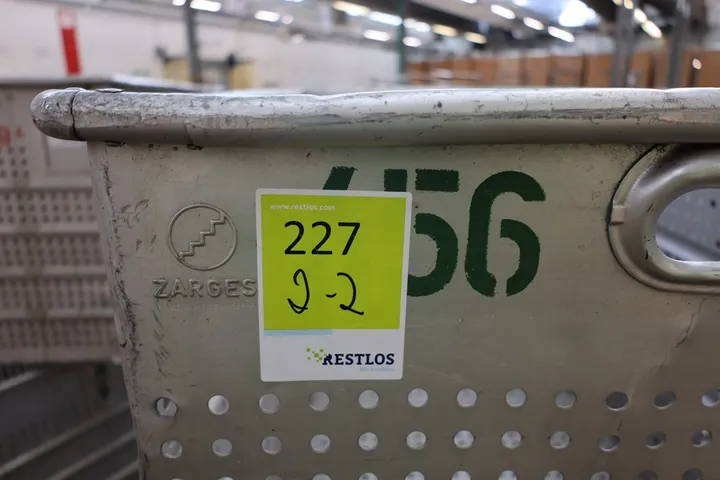 www.restlos.com
227
2-2
RESTLOS
ZARGES
456